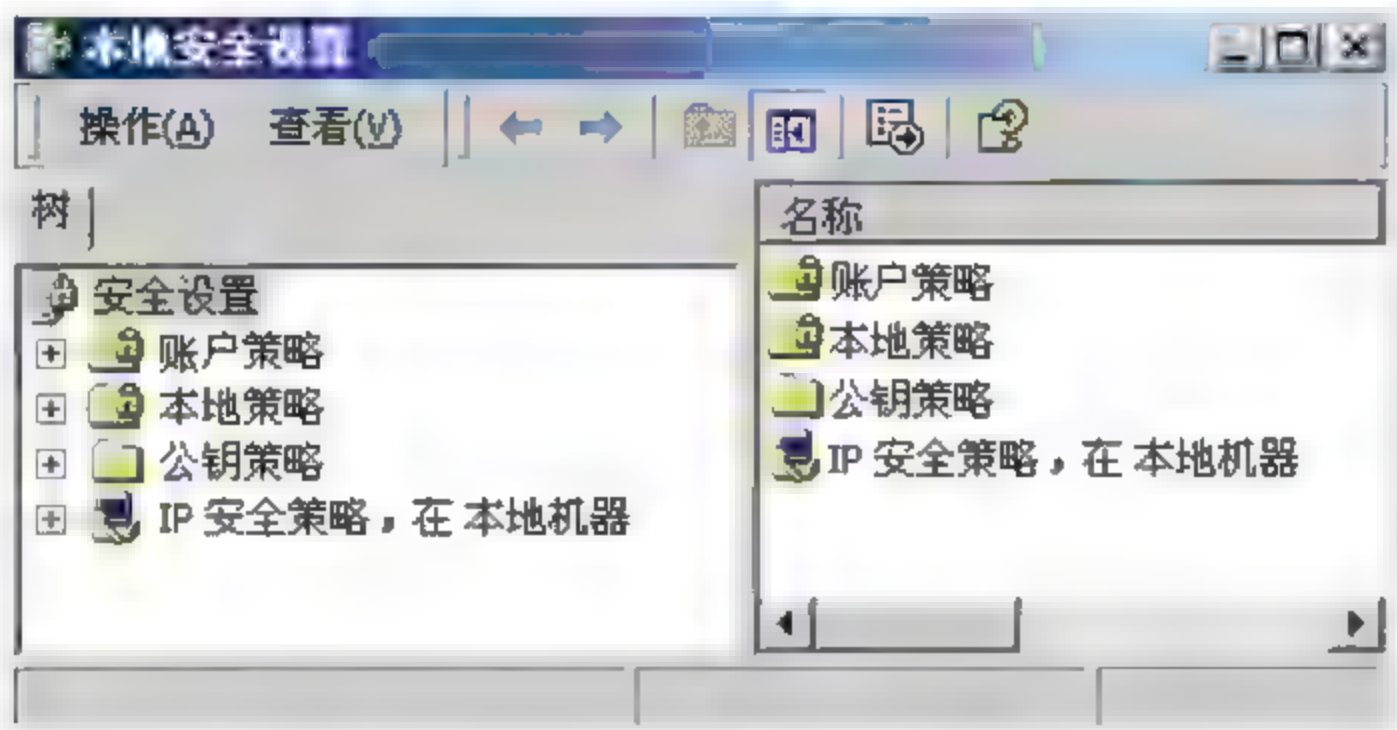 本地安全设置
操作(A) 查看(V)
树
安全设置
账户策略
本地策略
公钥策略
IP 安全策略，在 本地机器
名称
账户策略
本地策略
公钥策略
IP 安全策略，在 本地机器